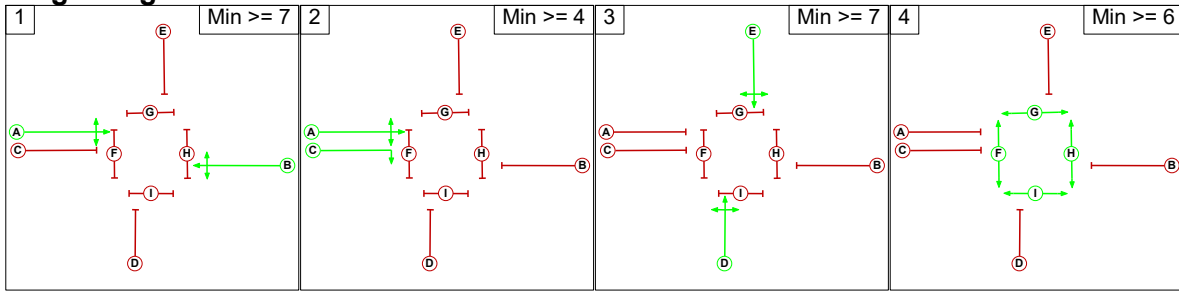 1 Min >= 7
E
G
A
C F H B
I
D
2 Min >= 4
E
G
A
C F H B
I
D
3 Min >= 7
E
G
A
C F H B
I
D
4 Min >= 6
E
G
A
C F H B
I
D